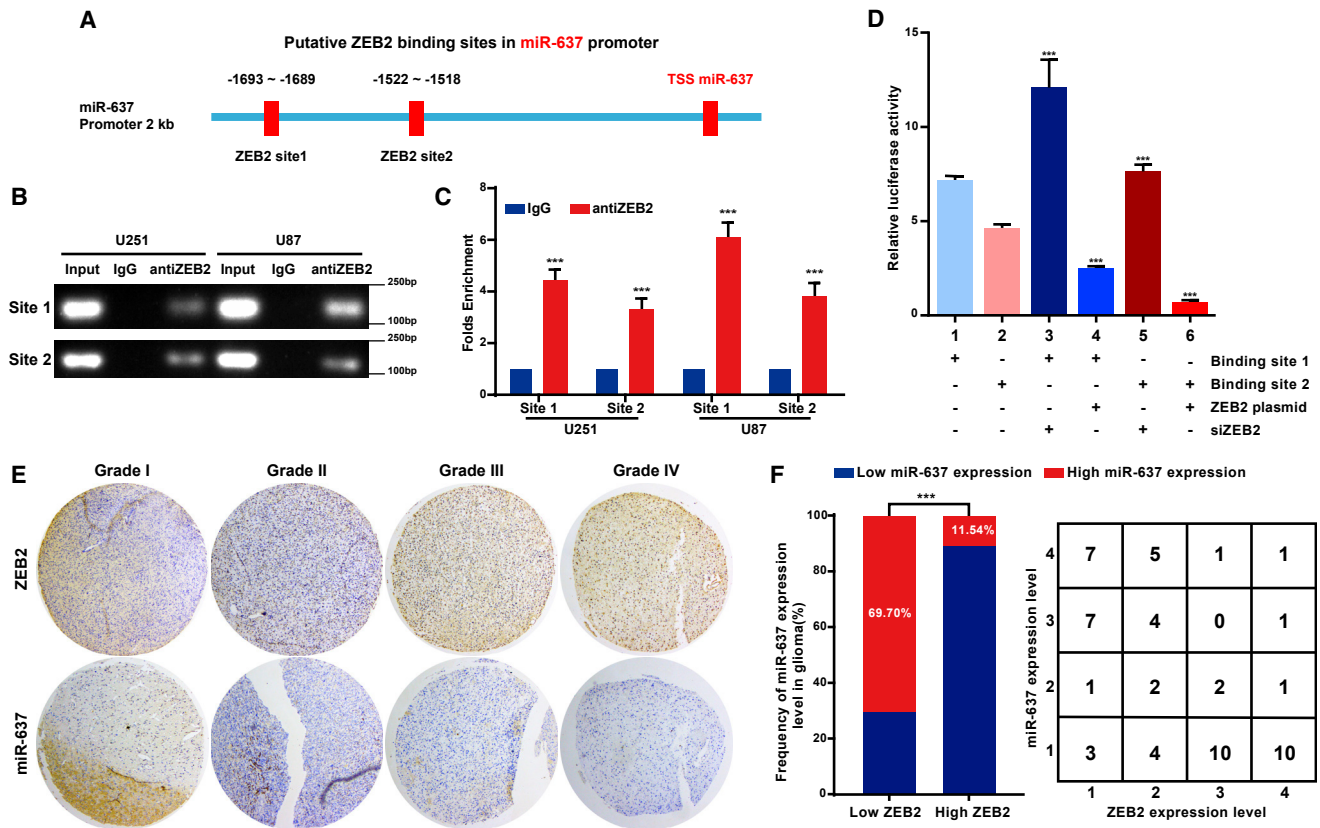 A
Putative ZEB2 binding sites in miR-637 promoter
-1693 ~ -1689
-1522 ~ -1518
TSS miR-637
miR-637
Promoter 2 kb
ZEB2 site1
ZEB2 site2
B
U251
U87
Input IgG antiZEB2 Input IgG antiZEB2
Site 1
250bp
100bp
Site 2
250bp
100bp
C
Folds Enrichment
8
6
4
2
0
IgG
antiZEB2
***
***
***
***
Site 1
Site 2
Site 1
Site 2
U251
U87
D
Relative luciferase activity
15
10
5
0
***
***
***
***
1 2 3 4 5 6
+ - + + - - Binding site 1
- + - - + + Binding site 2
- - - + - + ZEB2 plasmid
- - + - + - siZEB2
E
Grade I
Grade II
Grade III
Grade IV
ZEB2
miR-637
F
Low miR-637 expression
High miR-637 expression
Frequency of miR-637 expression
level in glioma(%)
100
80
60
40
20
0
***
69.70%
11.54%
Low ZEB2
High ZEB2
miR-637 expression level
4 7 5 1 1
3 7 4 0 1
2 1 2 2 1
1 3 4 10 10
1 2 3 4
ZEB2 expression level